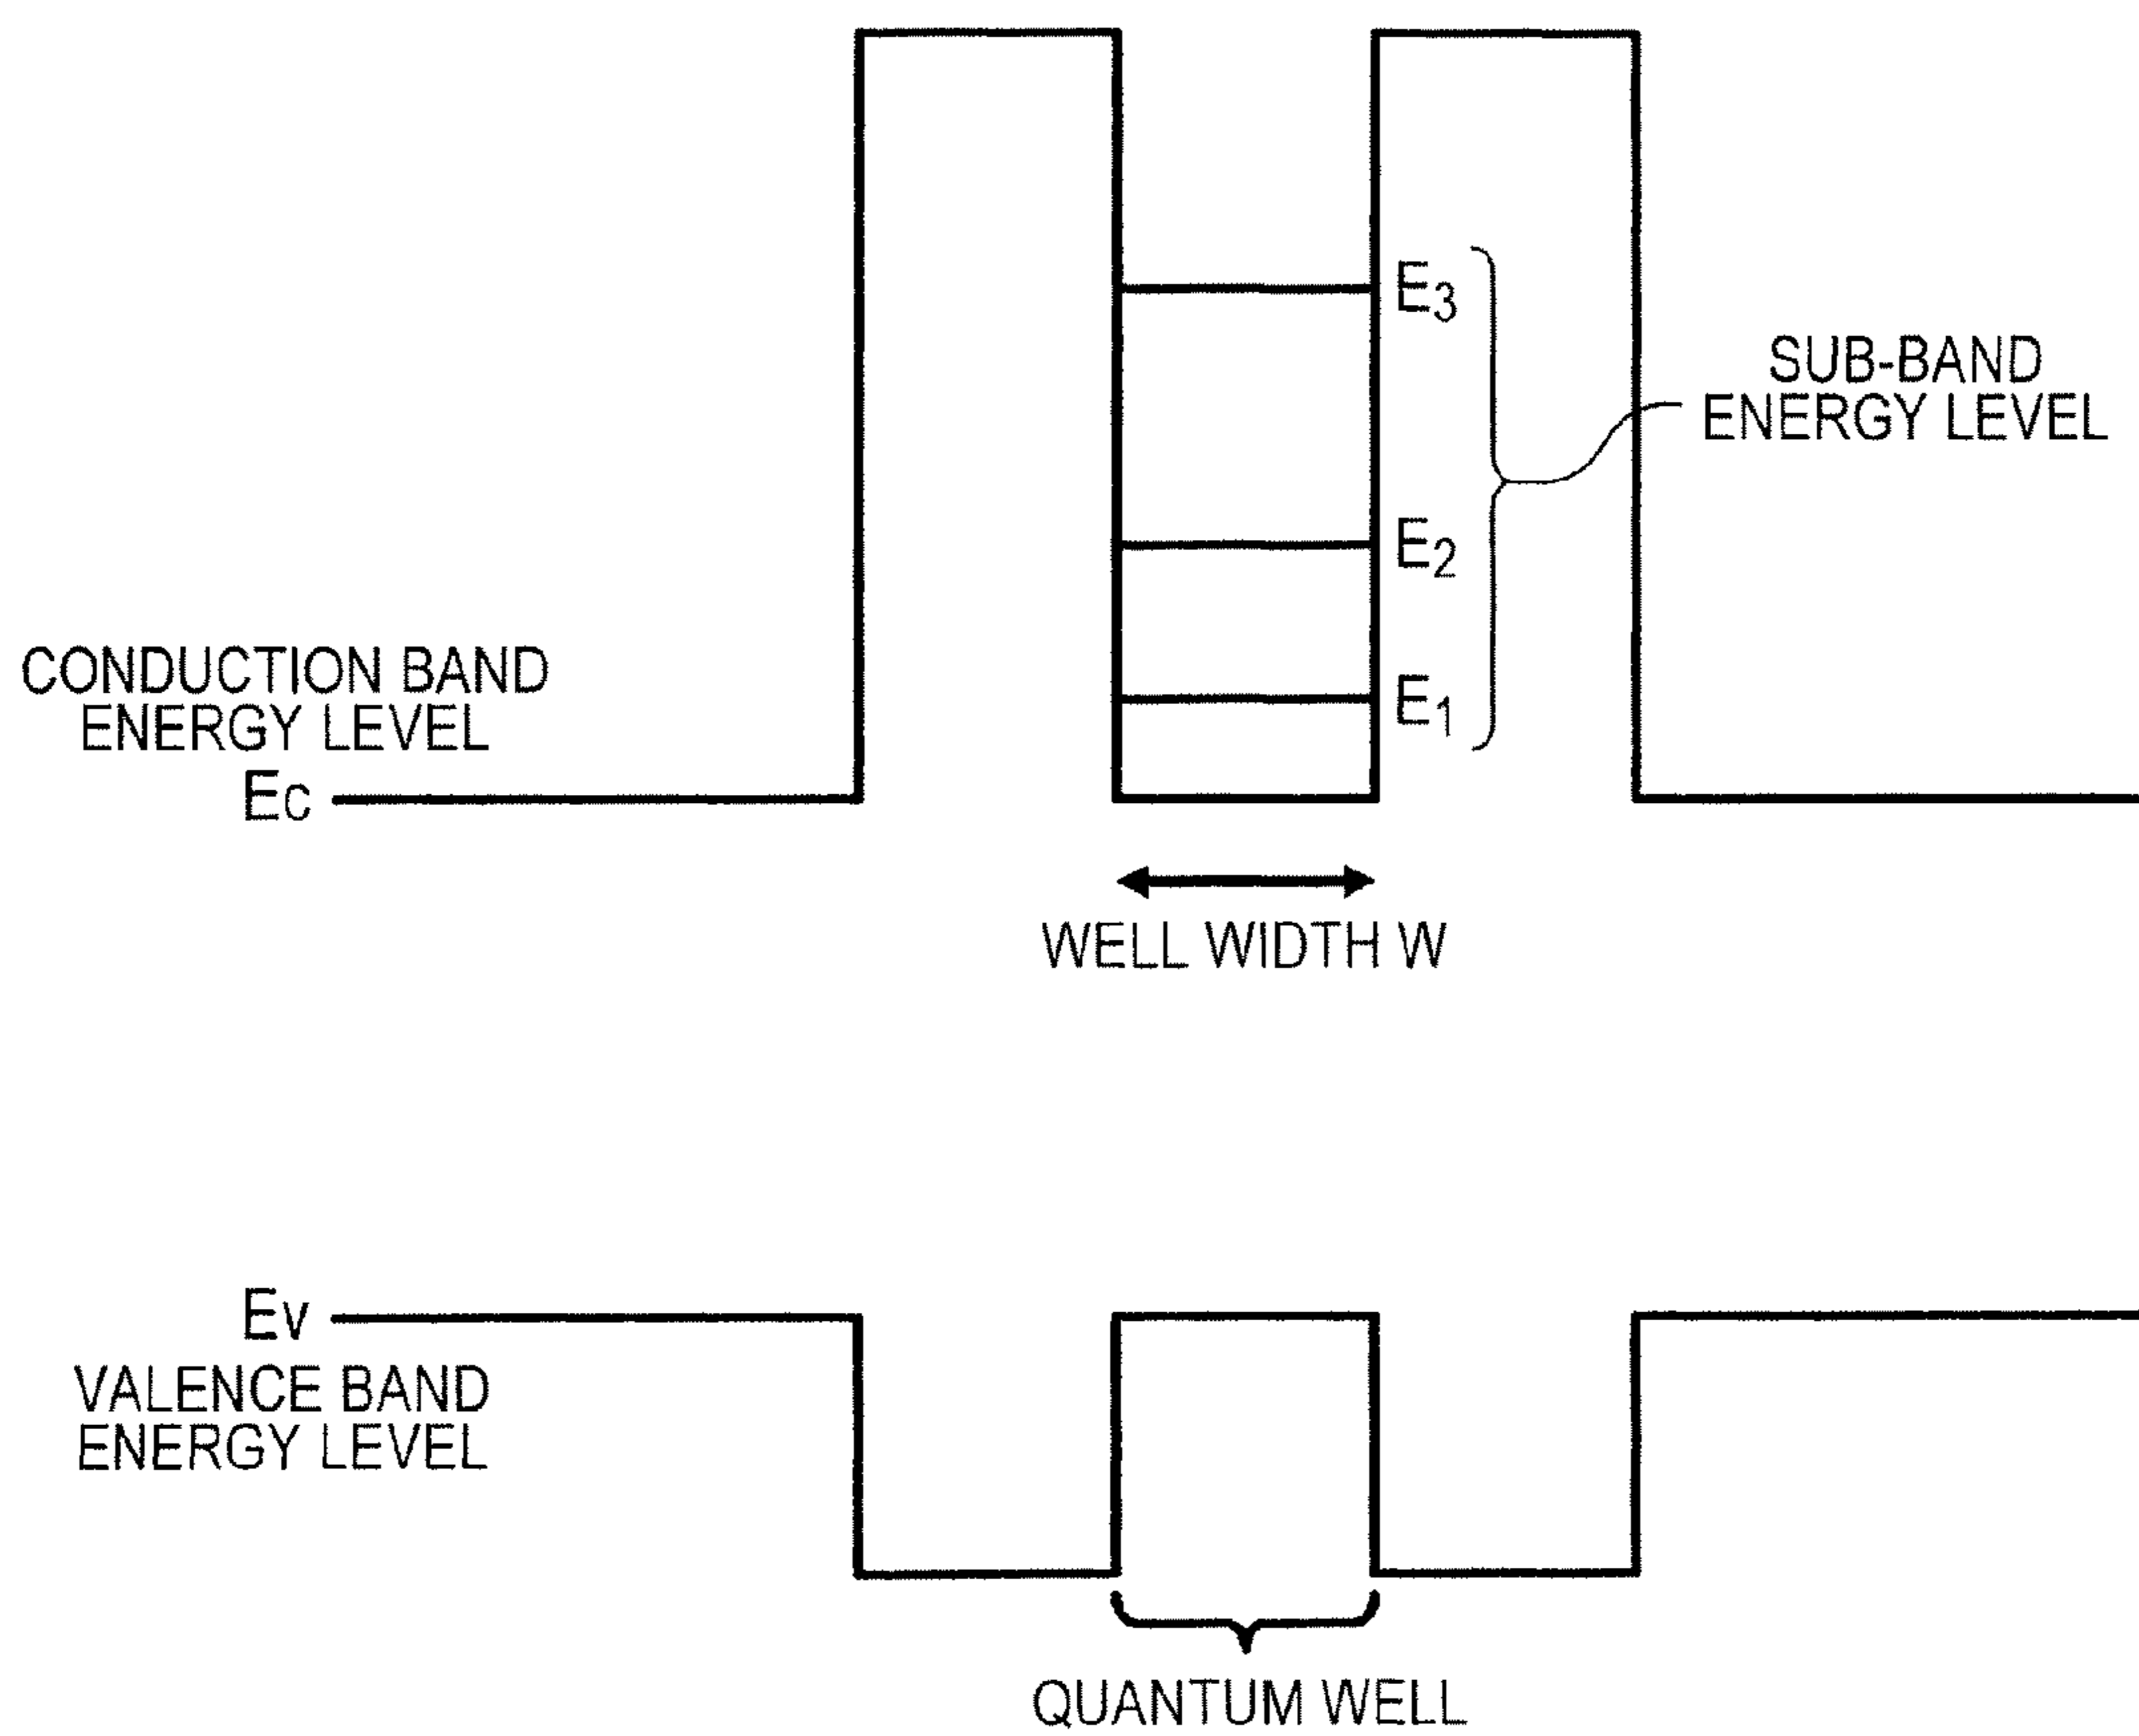 E3
SUB-BAND
ENERGY LEVEL
E2
E1
CONDUCTION BAND
ENERGY LEVEL
Ec
WELL WIDTH W
Ev
VALENCE BAND
ENERGY LEVEL
QUANTUM WELL